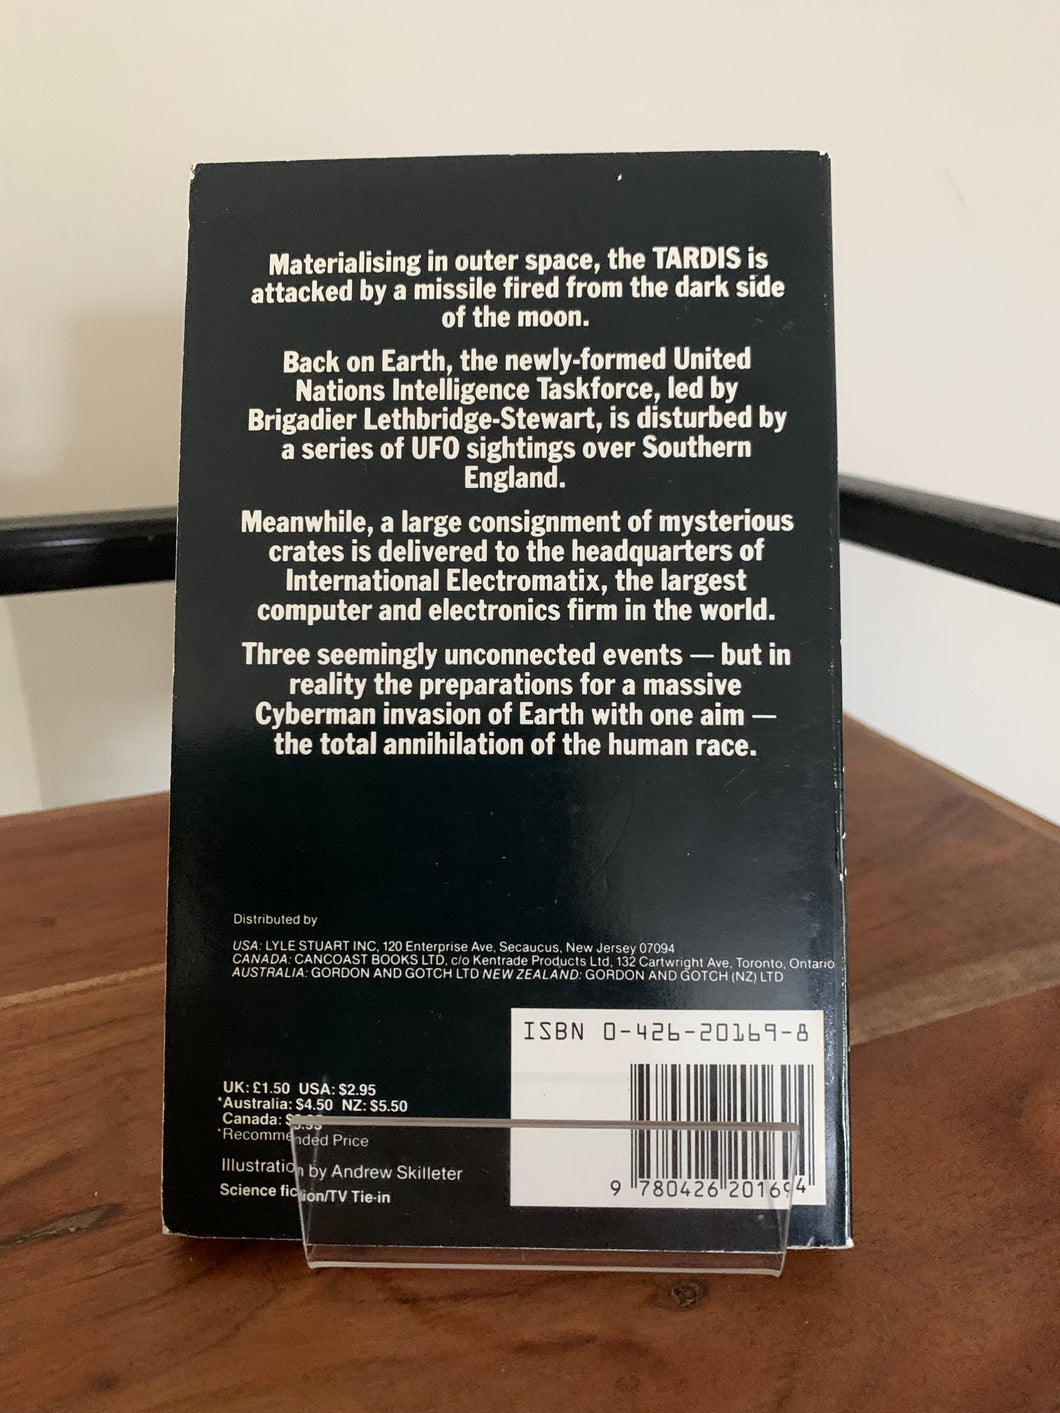 Materialising in outer space, the TARDIS is
attacked by a missile fired from the dark side
of the moon.
Back on Earth, the newly-formed United
Nations Intelligence Taskforce, led by
Brigadier Lethbridge-Stewart, is disturbed by
a series of UFO sightings over Southern
England.
Meanwhile, a large consignment of mysterious
crates is delivered to the headquarters of
International Electromatix, the largest
computer and electronics firm in the world.
Three seemingly unconnected events — but in
reality the preparations for a massive
Cyberman invasion of Earth with one aim —
the total annihilation of the human race.
Distributed by
USA: LYLE STUART INC, 120 Enterprise Ave, Secaucus, New Jersey 07094
CANADA: CANCOAST BOOKS LTD, c/o Kentrade Products Ltd, 132 Cartwright Ave, Toronto, Ontario
AUSTRALIA: GORDON AND GOTCH LTD NEW ZEALAND: GORDON AND GOTCH (NZ) LTD
ISBN 0-426-20169-8
UK: £1.50 USA: $2.95
*Australia: $4.50 NZ: $5.50
Canada:
*Recommended Price
Illustration by Andrew Skilleter
Science fiction/TV Tie-in
9 780426 201694